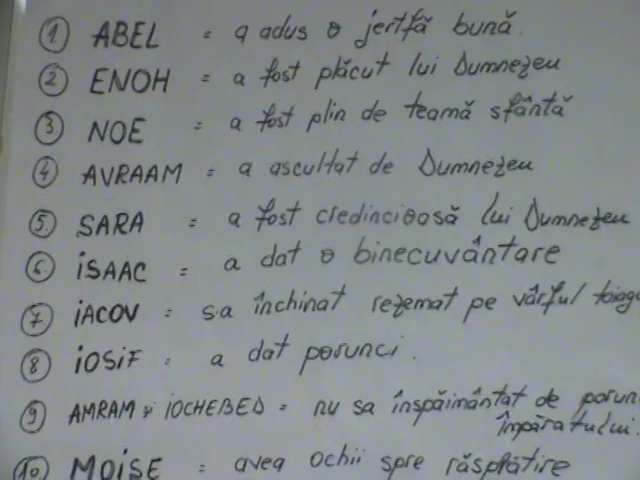 1 ABEL = a adus o jertfă bună.
2 ENOH = a fost plăcut lui Dumnezeu
3. NOE = a fost plin de teamă sfântă
4 AVRAAM = a ascultat de Dumnezeu
5. SARA = a fost credincioasă lui Dumnezeu
6. iSAAC = a dat o binecuvântare
7 iACOV = s-a închinat rezemat pe vârful toiagu
8 iOSiF = a dat porunci.
9 AMRAM și iOCHEBED = nu sa înspăimântat de porun
împăratului.
10. MOiSE = avea ochii spre răsplătire